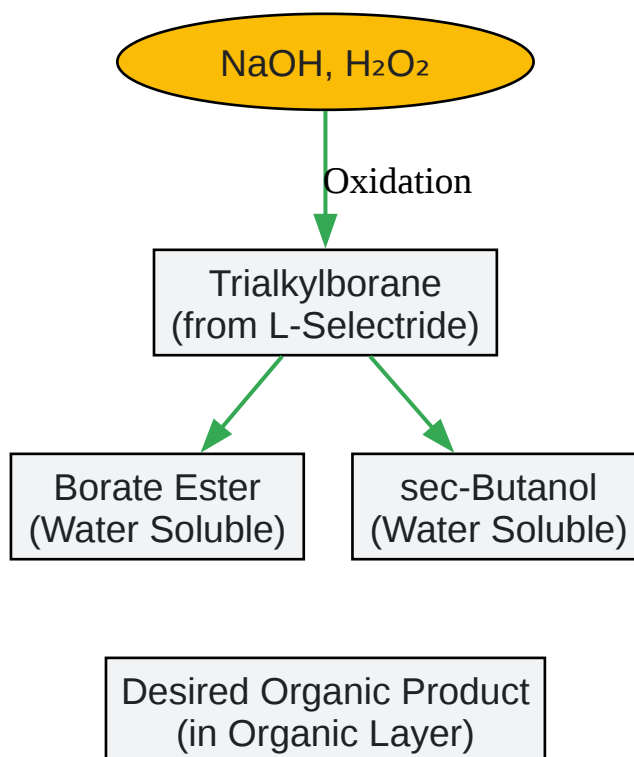 NaOH, H₂O₂
Oxidation
Trialkylborane
(from L-Selectride)
Borate Ester
(Water Soluble)
sec-Butanol
(Water Soluble)
Desired Organic Product
(in Organic Layer)